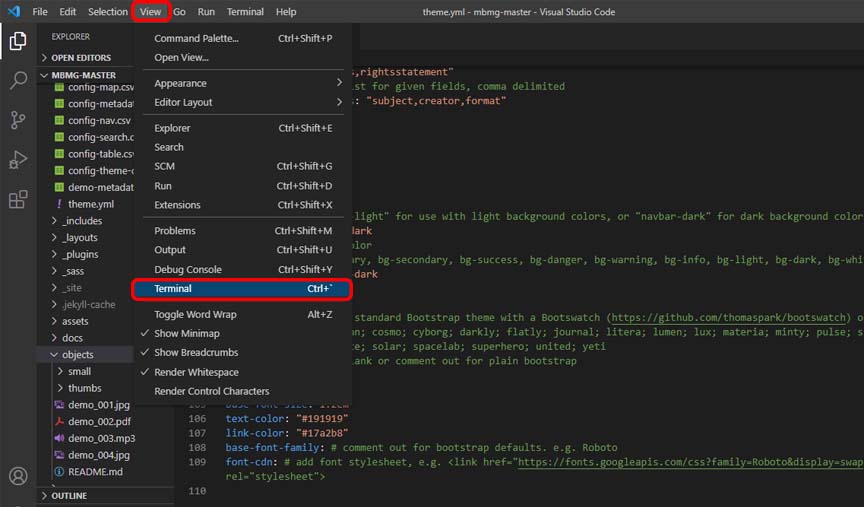 File Edit Selection View Go Run Terminal Help theme.yml - mbmg-master - Visual Studio Code
EXPLORER
OPEN EDITORS
MBMG-MASTER
config-map.csv
config-metadat
config-nav.csv
config-search.c
config-table.csv
config-theme-c
demo-metadat
! theme.yml
_includes
_layouts
_plugins
_sass
_site
.jekyll-cache
assets
docs
objects
small
thumbs
demo_001.jpg
demo_002.pdf
demo_003.mp3
demo_004.jpg
README.md
OUTLINE
Command Palette... Ctrl+Shift+P
Open View...
Appearance
Editor Layout
Explorer Ctrl+Shift+E
Search
SCM Ctrl+Shift+G
Run Ctrl+Shift+D
Extensions Ctrl+Shift+X
Problems Ctrl+Shift+M
Output Ctrl+Shift+U
Debug Console Ctrl+Shift+Y
Terminal Ctrl+`
Toggle Word Wrap Alt+Z
Show Minimap
Show Breadcrumbs
Render Whitespace
Render Control Characters
,rightsstatement"
st for given fields, comma delimited
: "subject,creator,format"
-light" for use with light background colors, or "navbar-dark" for dark background color
dark
olor
ary, bg-secondary, bg-success, bg-danger, bg-warning, bg-info, bg-light, bg-dark, bg-whi
-dark
standard Bootstrap theme with a Bootswatch (https://github.com/thomaspark/bootswatch) o
n; cosmo; cyborg; darkly; flatly; journal; litera; lumen; lux; materia; minty; pulse; s
e; solar; spacelab; superhero; united; yeti
ank or comment out for plain bootstrap
105 base-font-size: 1.2em
106 text-color: "#191919"
107 link-color: "#17a2b8"
108 base-font-family: # comment out for bootstrap defaults. e.g. Roboto
109 font-cdn: # add font stylesheet, e.g. <link href="https://fonts.googleapis.com/css?family=Roboto&display=swap
rel="stylesheet">
110